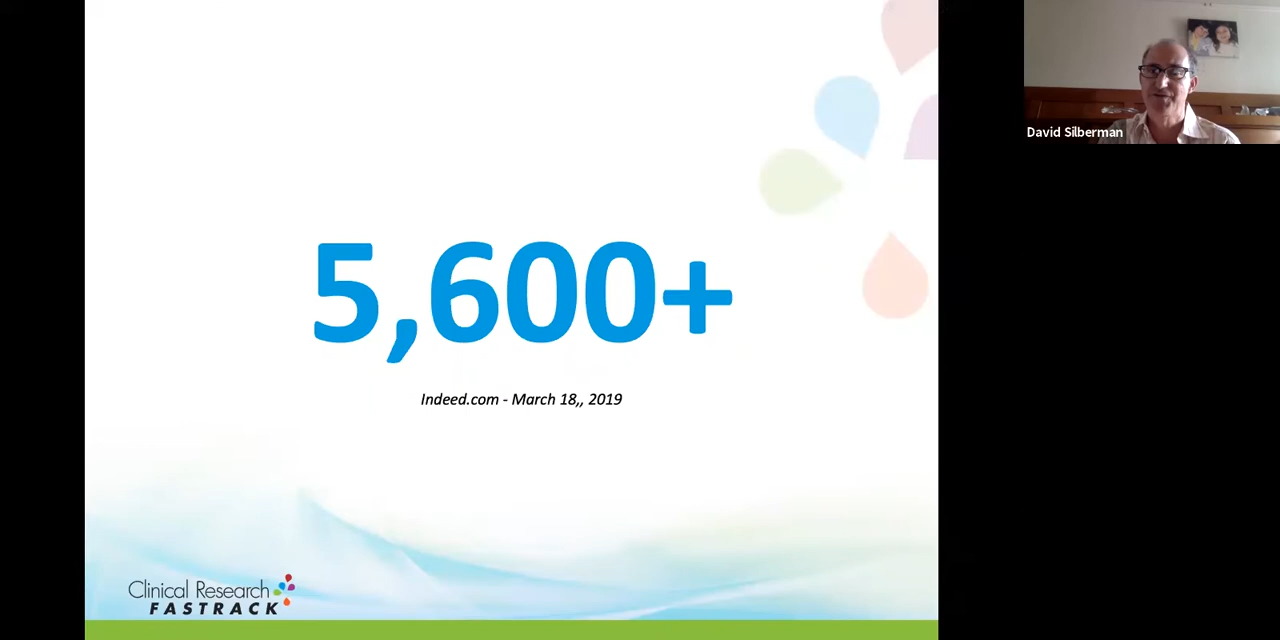 5,600+
Indeed.com - March 18,, 2019
Clinical Research
FASTRACK
David Silberman